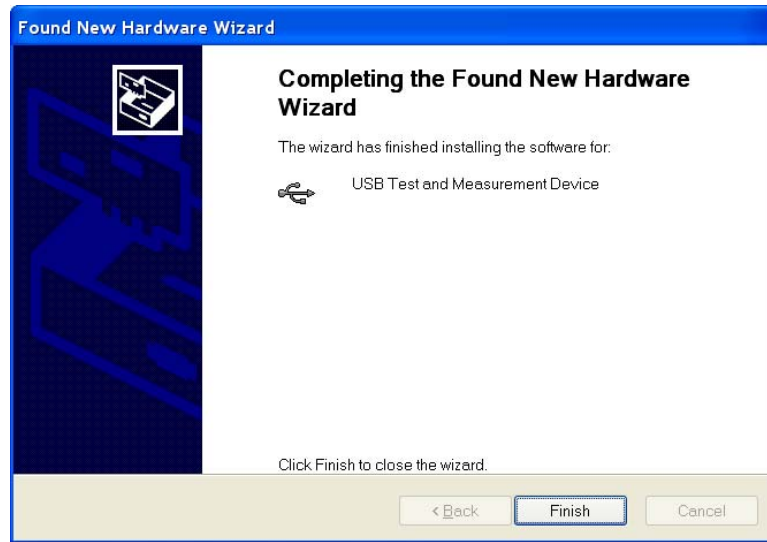 Found New Hardware Wizard
Completing the Found New Hardware
Wizard
The wizard has finished installing the software for:
USB Test and Measurement Device
Click Finish to close the wizard.
< Back
Finish
Cancel